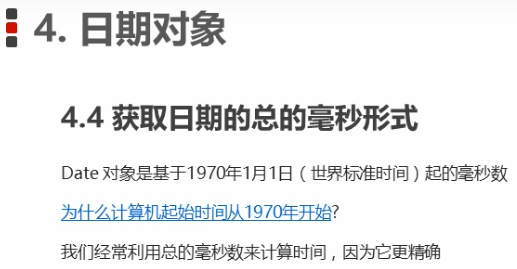 4. 日期对象
4.4 获取日期的总的毫秒形式
Date 对象是基于1970年1月1日（世界标准时间）起的毫秒数
为什么计算机起始时间从1970年开始?
我们经常利用总的毫秒数来计算时间，因为它更精确